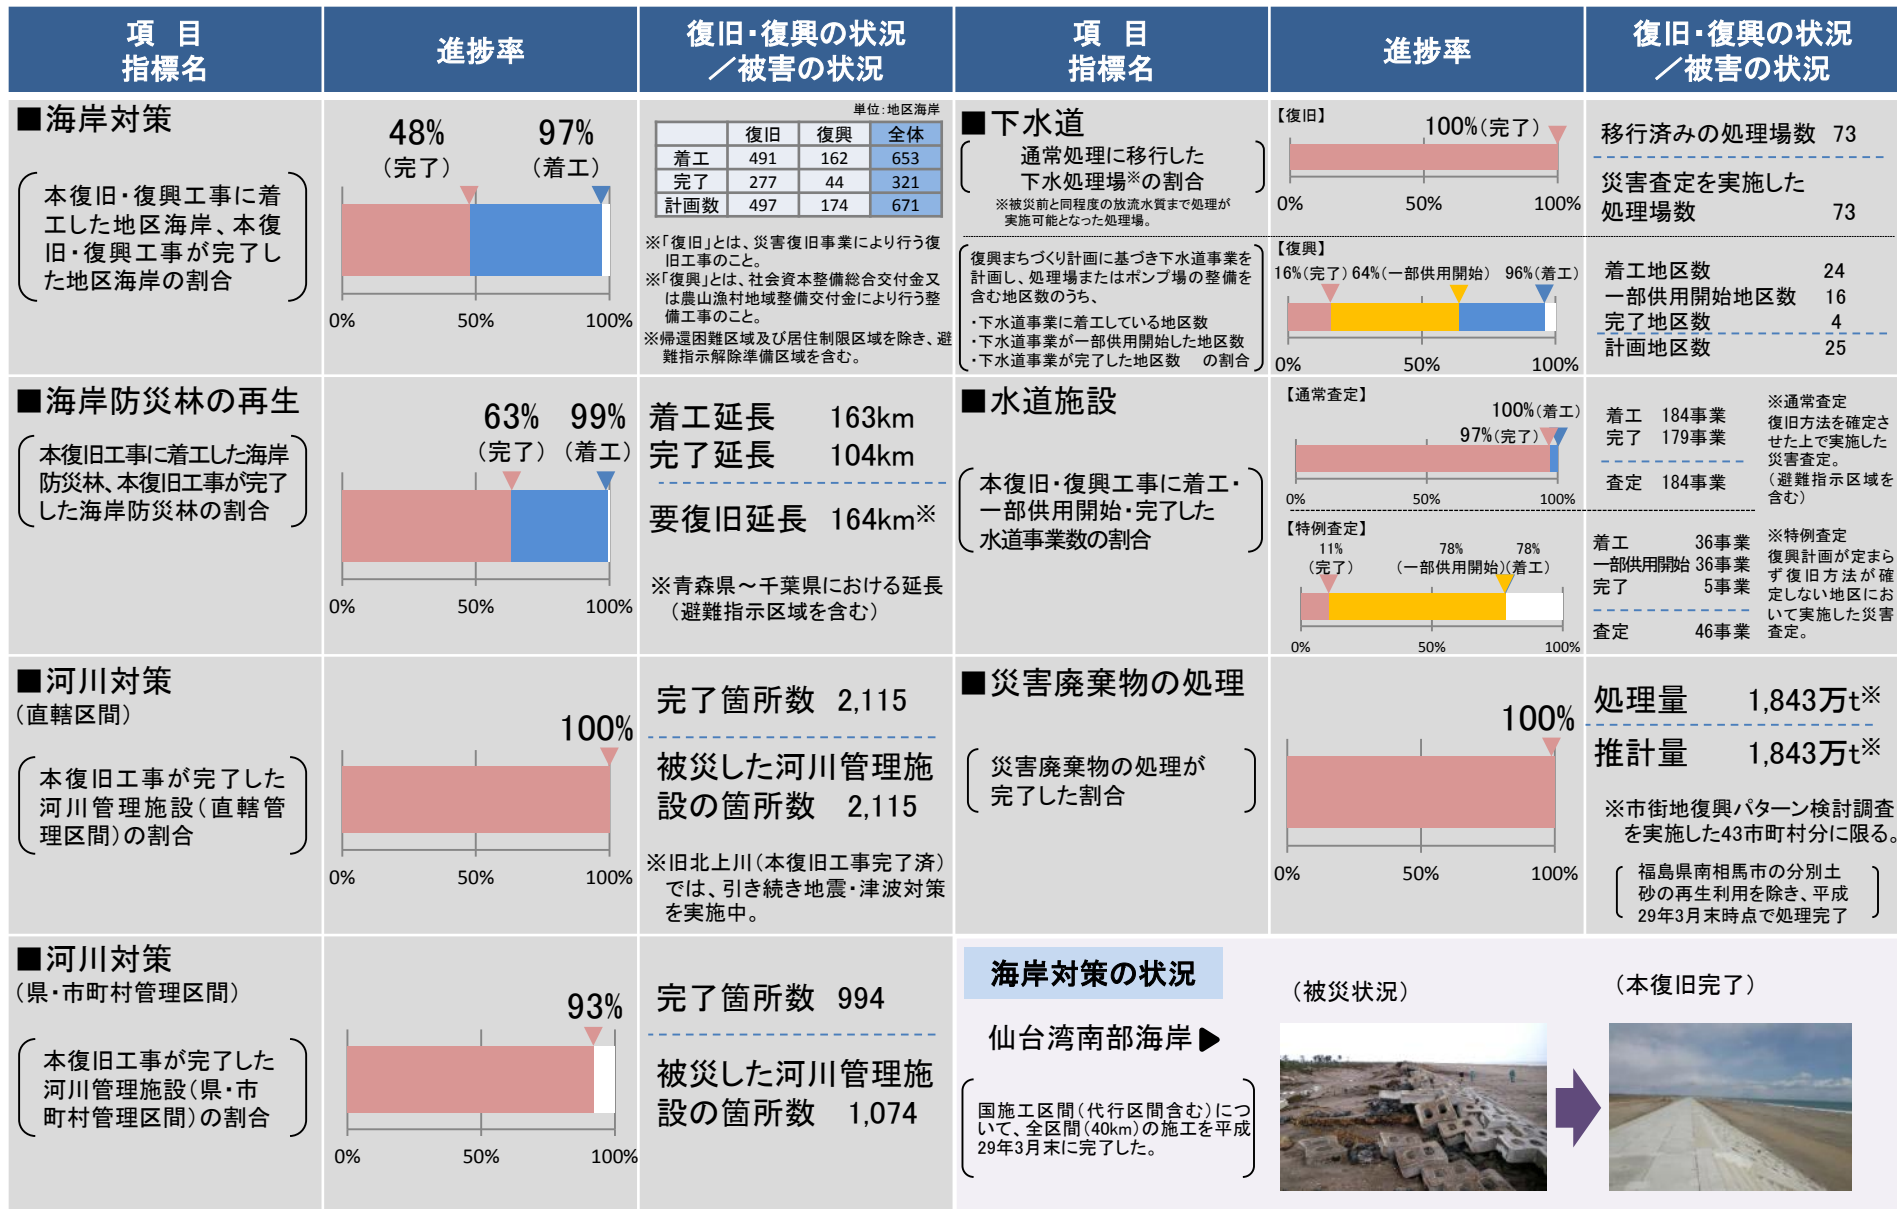 項 目
指標名
進捗率
復旧・復興の状況
／被害の状況
項 目
指標名
進捗率
復旧・復興の状況
／被害の状況
■海岸対策
本復旧・復興工事に着
工した地区海岸、本復
旧・復興工事が完了し
た地区海岸の割合
48% 97%
（完了） （着工）
0% 50% 100%
単位：地区海岸
復旧 復興 全体
着工 491 162 653
完了 277 44 321
計画数 497 174 671
※「復旧」とは、災害復旧事業により行う復
旧工事のこと。
※「復興」とは、社会資本整備総合交付金又
は農山漁村地域整備交付金により行う整
備工事のこと。
※帰還困難区域及び居住制限区域を除き、避
難指示解除準備区域を含む。
■下水道
通常処理に移行した
下水処理場※の割合
※被災前と同程度の放流水質まで処理が
実施可能となった処理場。
【復旧】
100%（完了）
0% 50% 100%
移行済みの処理場数 73
災害査定を実施した
処理場数 73
復興まちづくり計画に基づき下水道事業を
計画し、処理場またはポンプ場の整備を
含む地区数のうち、
・下水道事業に着工している地区数
・下水道事業が一部供用開始した地区数
・下水道事業が完了した地区数 の割合
【復興】
16%（完了） 64%（一部供用開始） 96%（着工）
0% 50% 100%
着工地区数 24
一部供用開始地区数 16
完了地区数 4
計画地区数 25
■海岸防災林の再生
本復旧工事に着工した海岸
防災林、本復旧工事が完了
した海岸防災林の割合
63% 99%
（完了） （着工）
0% 50% 100%
着工延長 163km
完了延長 104km
要復旧延長 164km※
※青森県～千葉県における延長
（避難指示区域を含む）
■水道施設
本復旧・復興工事に着工・
一部供用開始・完了した
水道事業数の割合
【通常査定】
100%（着工）
97%（完了）
0% 50% 100%
着工 184事業
完了 179事業
査定 184事業
※通常査定
復旧方法を確定さ
せた上で実施した
災害査定。
（避難指示区域を
含む）
【特例査定】
11% 78% 78%
（完了） （一部供用開始）（着工）
0% 50% 100%
着工 36事業
一部供用開始 36事業
完了 5事業
査定 46事業
※特例査定
復興計画が定まら
ず復旧方法が確
定しない地区にお
いて実施した災害
査定。
■河川対策
（直轄区間）
本復旧工事が完了した
河川管理施設（直轄管
理区間）の割合
100%
0% 50% 100%
完了箇所数 2,115
被災した河川管理施
設の箇所数 2,115
※旧北上川（本復旧工事完了済）
では、引き続き地震・津波対策
を実施中。
■災害廃棄物の処理
災害廃棄物の処理が
完了した割合
100%
0% 50% 100%
処理量 1,843万t※
推計量 1,843万t※
※市街地復興パターン検討調査
を実施した43市町村分に限る。
福島県南相馬市の分別土
砂の再生利用を除き、平成
29年3月末時点で処理完了
■河川対策
（県・市町村管理区間）
本復旧工事が完了した
河川管理施設（県・市
町村管理区間）の割合
93%
0% 50% 100%
完了箇所数 994
被災した河川管理施
設の箇所数 1,074
海岸対策の状況
仙台湾南部海岸▶
国施工区間（代行区間含む）につ
いて、全区間（40km）の施工を平成
29年3月末に完了した。
（被災状況）
（本復旧完了）